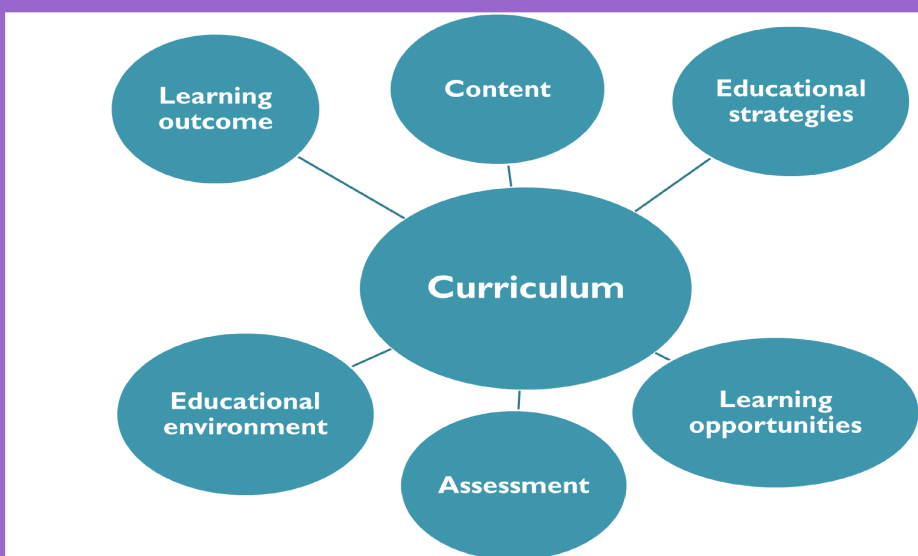 Learning
outcome
Content
Educational
strategies
Curriculum
Educational
environment
Assessment
Learning
opportunities